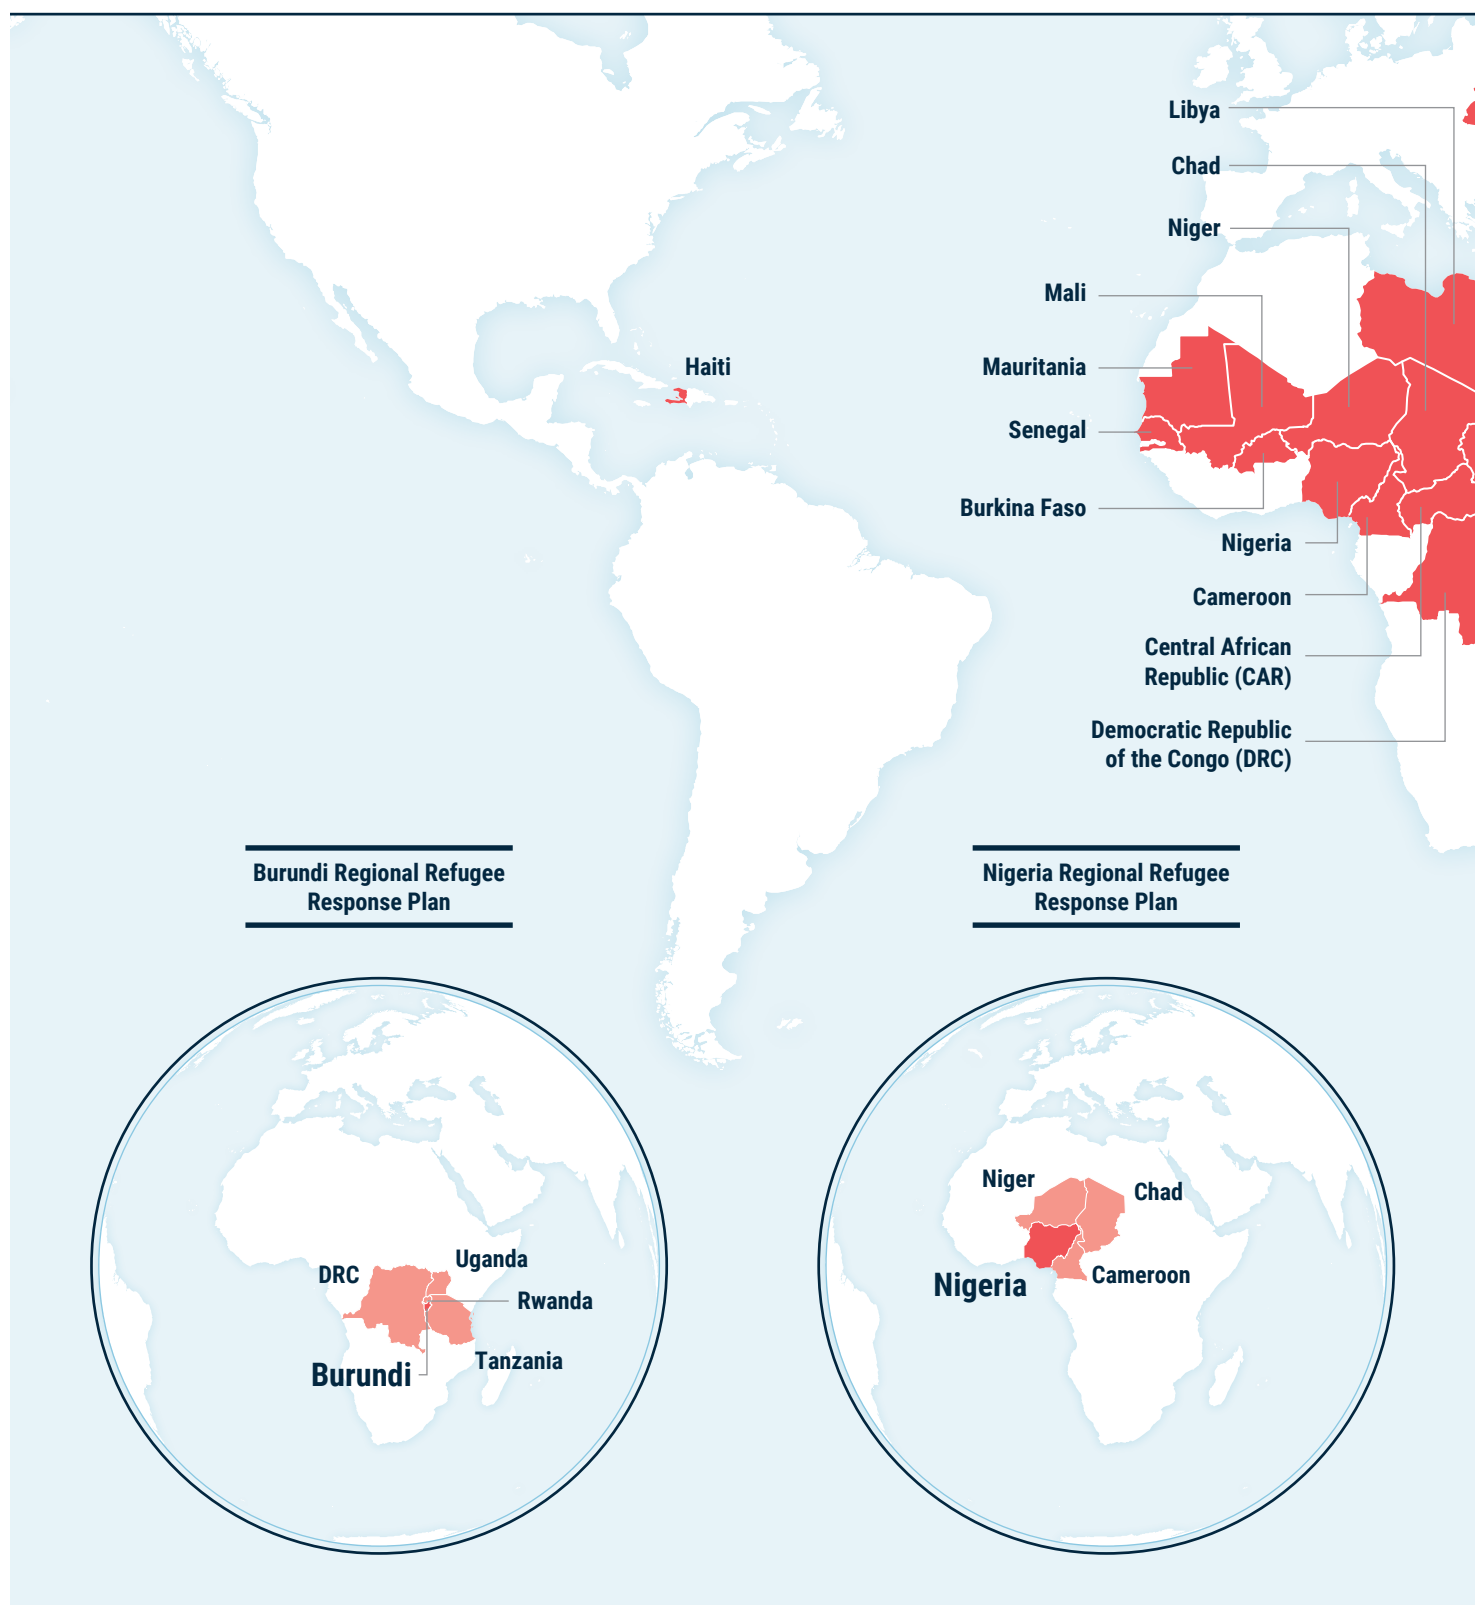 Libya
Chad
Niger
Mali
Haiti
Mauritania
Senegal
Burkina Faso
Nigeria
Cameroon
Central African
Republic (CAR)
Democratic Republic
of the Congo (DRC)
Burundi Regional Refugee
Response Plan
DRC
Uganda
Rwanda
Tanzania
Burundi
Nigeria Regional Refugee
Response Plan
Niger
Chad
Nigeria
Cameroon